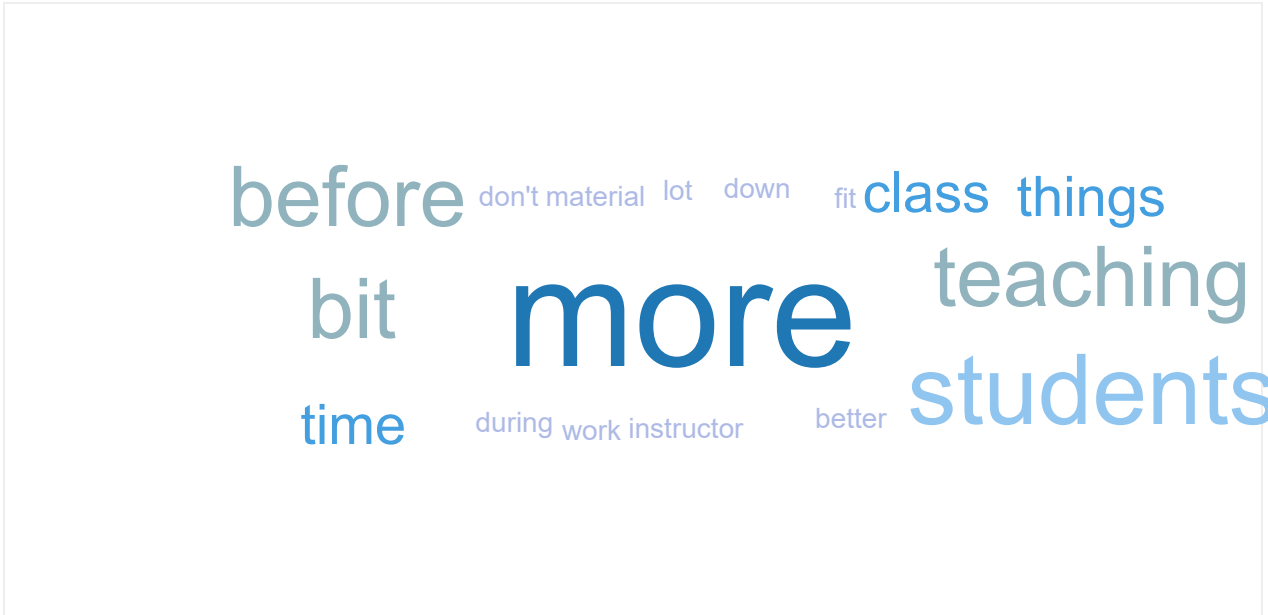 before don't material lot down fit class things
bit more teaching
time during work instructor better students